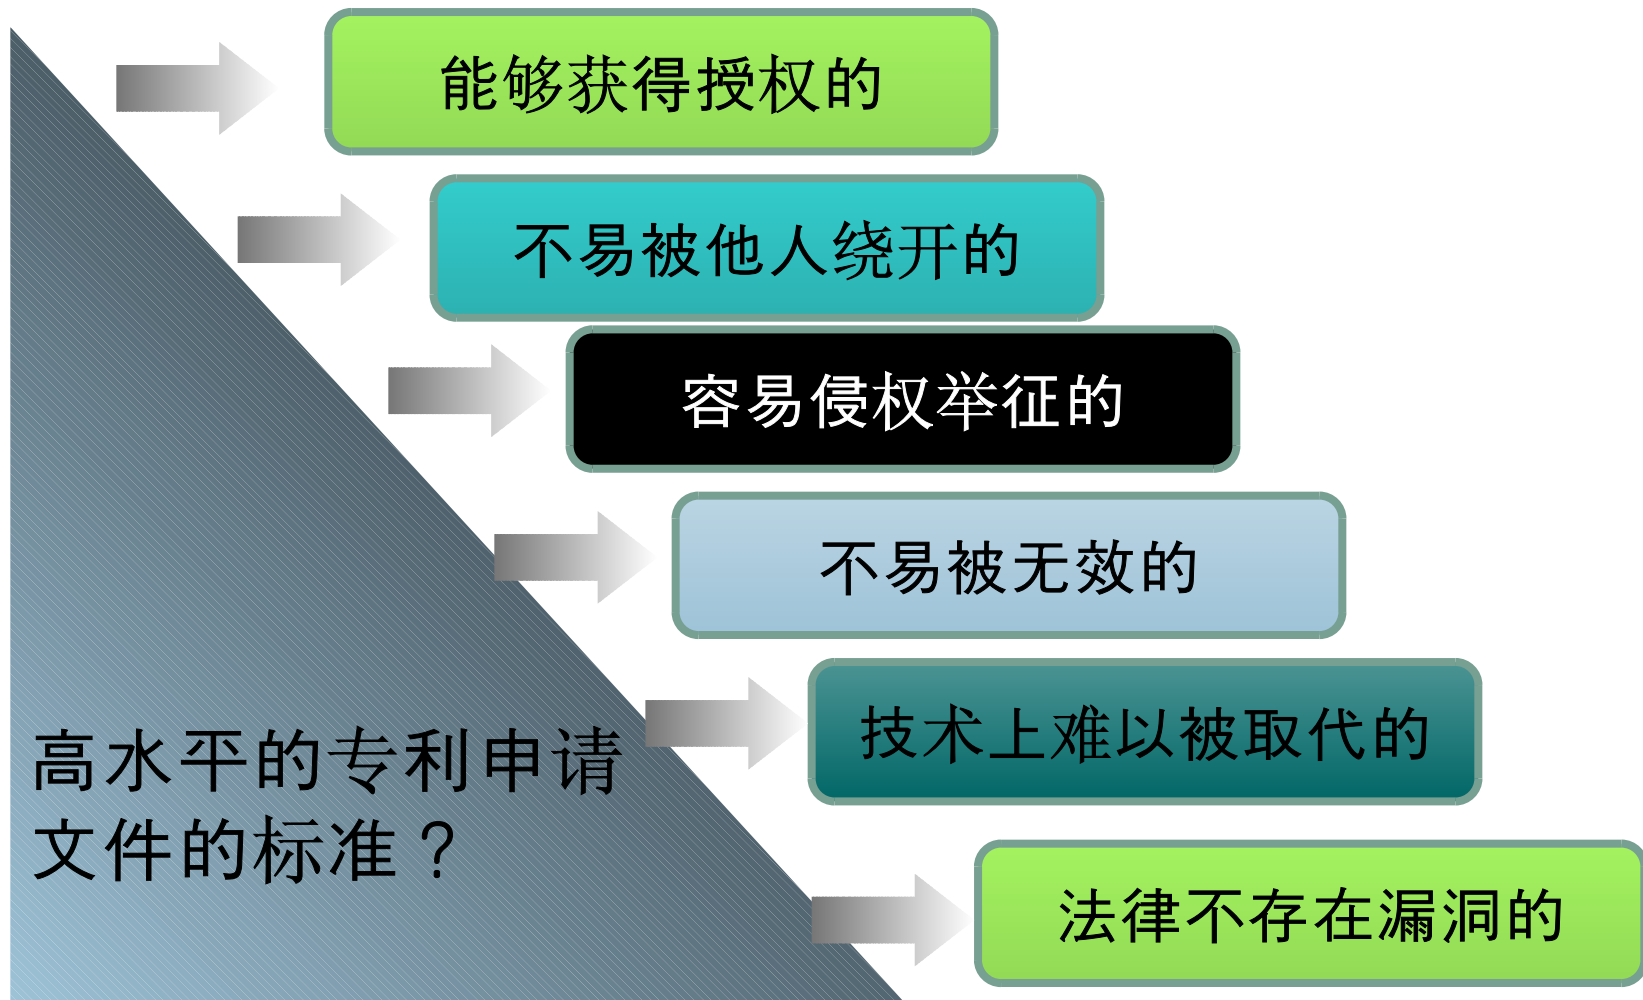 能够获得授权的
不易被他人绕开的
容易侵权举征的
不易被无效的
技术上难以被取代的
高水平的专利申请
文件的标准？
法律不存在漏洞的